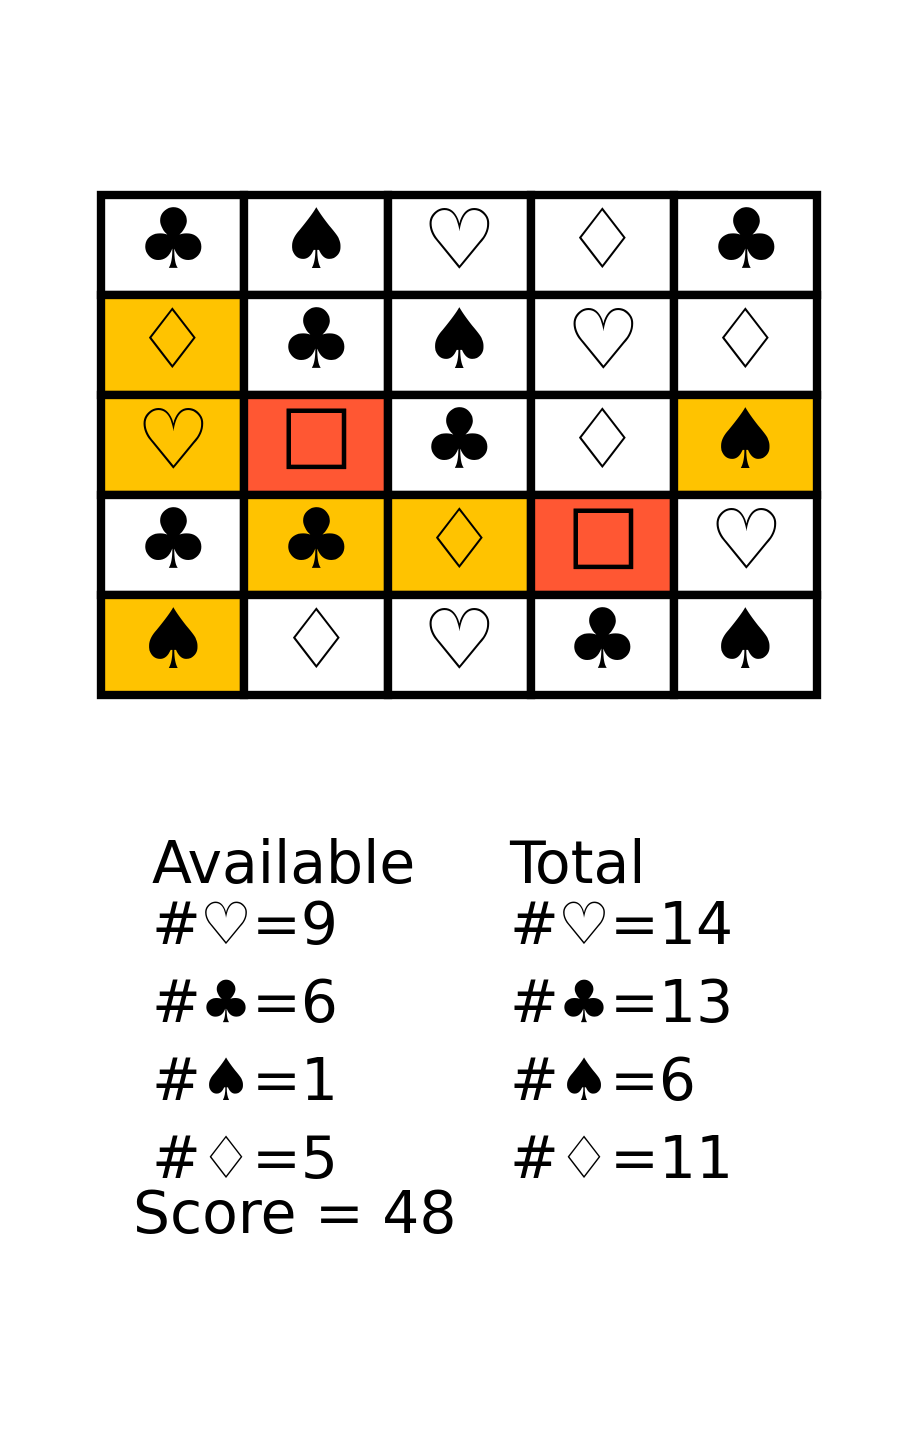 ♣ ♠ ♡ ♢ ♣
♢ ♣ ♠ ♡ ♢
♡ □ ♣ ♢ ♠
♣ ♣ ♢ □ ♡
♠ ♢ ♡ ♣ ♠
Available Total
#♡=9 #♡=14
#♣=6 #♣=13
#♠=1 #♠=6
#♢=5 #♢=11
Score = 48